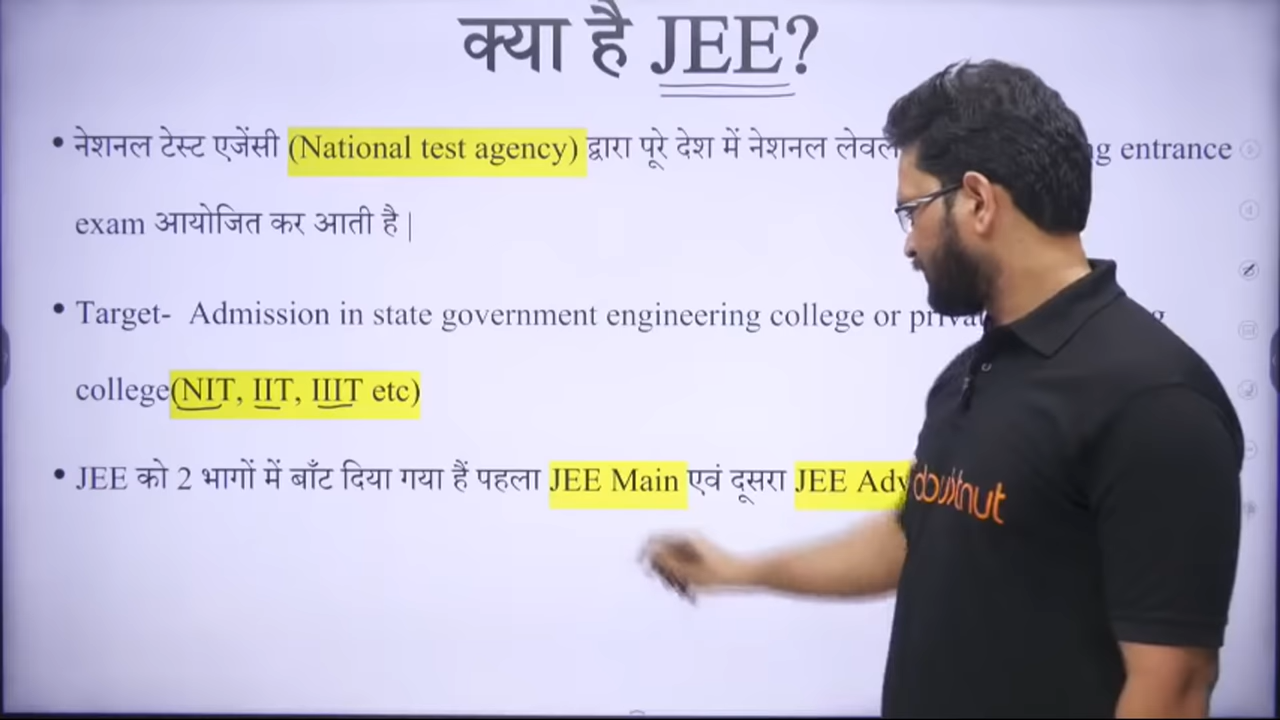 क्या है JEE?
• नेशनल टेस्ट एजेंसी (National test agency) द्वारा पूरे देश में नेशनल लेवल entrance
exam आयोजित कर आती है |
• Target- Admission in state government engineering college or
college(NIT, IIT, IIIT etc)
• JEE को 2 भागों में बाँट दिया गया हैं पहला JEE Main एवं दूसरा JEE Adv
doubtnut